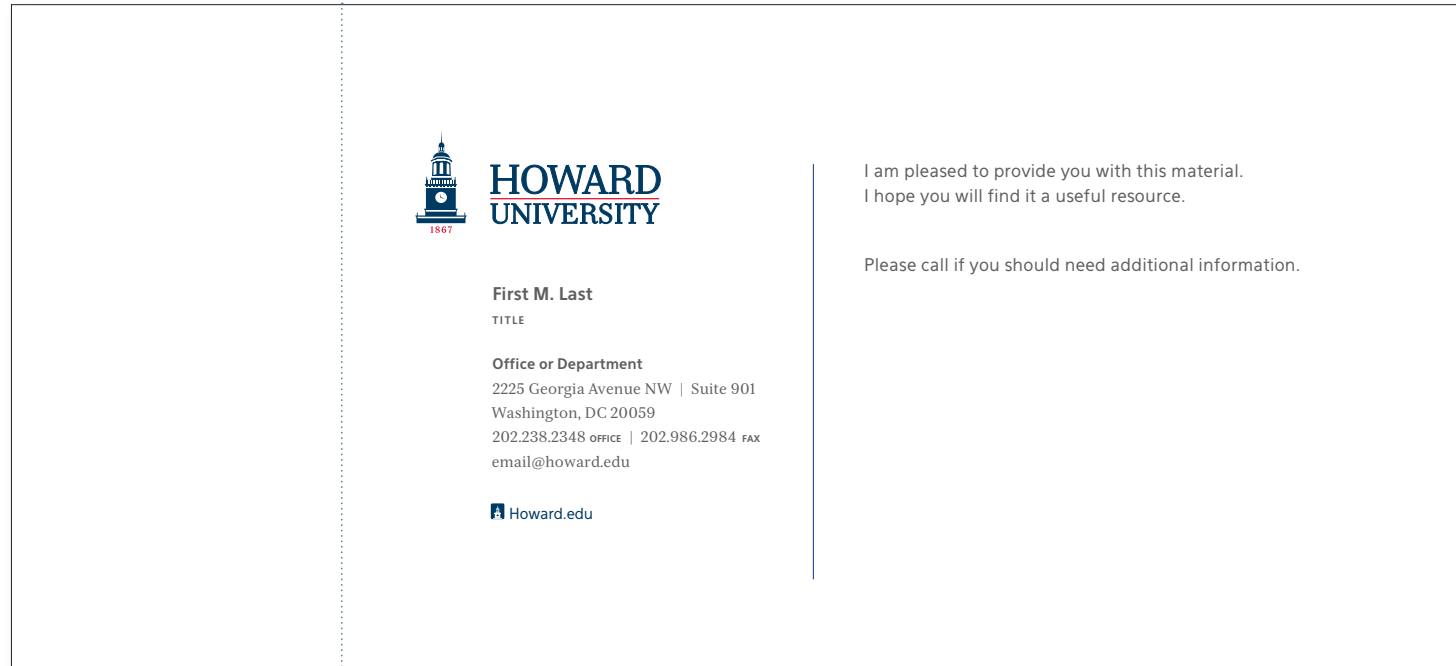 HOWARD
UNIVERSITY
1867
First M. Last
TITLE
Office or Department
2225 Georgia Avenue NW | Suite 901
Washington, DC 20059
202.238.2348 OFFICE | 202.986.2984 FAX
email@howard.edu
Howard.edu
I am pleased to provide you with this material.
I hope you will find it a useful resource.
Please call if you should need additional information.